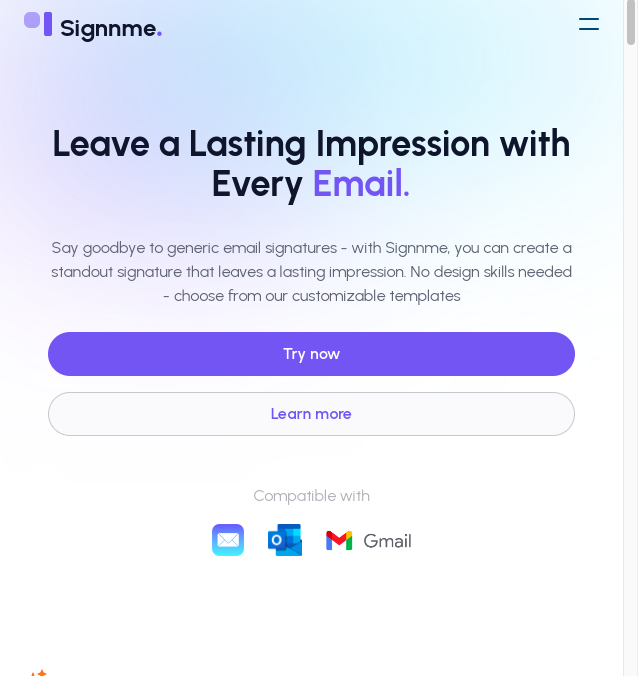 Signnme.
Leave a Lasting Impression with
Every Email.
Say goodbye to generic email signatures - with Signnme, you can create a
standout signature that leaves a lasting impression. No design skills needed
- choose from our customizable templates
Try now
Learn more
Compatible with
Gmail